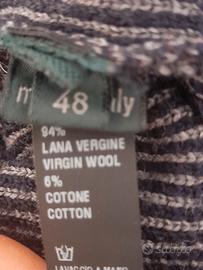 48
94%
LANA VERGINE
VIRGIN WOOL
6%
COTONE
COTTON
LAVAGGIO A MANO